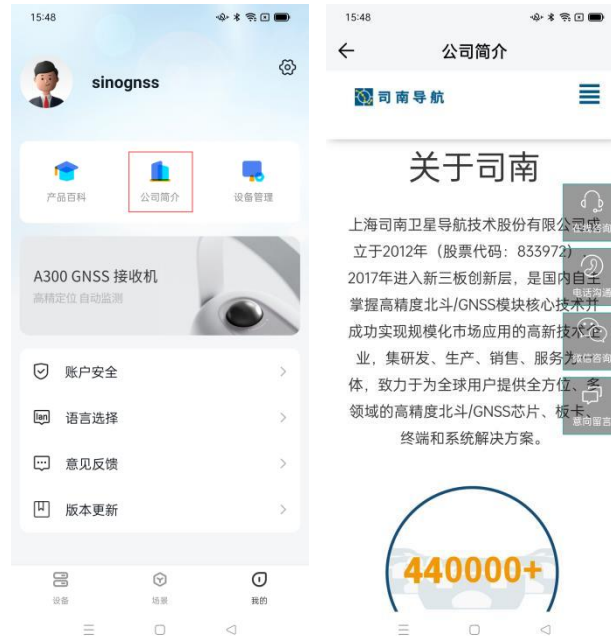 15:48
sinognss
产品百科
公司简介
设备管理
A300 GNSS 接收机
高精定位 自动监测
账户安全
lan
语言选择
意见反馈
版本更新
设备
场景
我的
15:48
公司简介
司南导航
关于司南
上海司南卫星导航技术股份有限公司成
立于2012年（股票代码：833972），
2017年进入新三板创新层，是国内自主
掌握高精度北斗/GNSS模块核心技术并
成功实现规模化市场应用的高新技术企
业，集研发、生产、销售、服务为一
体，致力于为全球用户提供全方位、多
领域的高精度北斗/GNSS芯片、板卡、
终端和系统解决方案。
在线咨询
电话沟通
微信咨询
意向留言
440000+